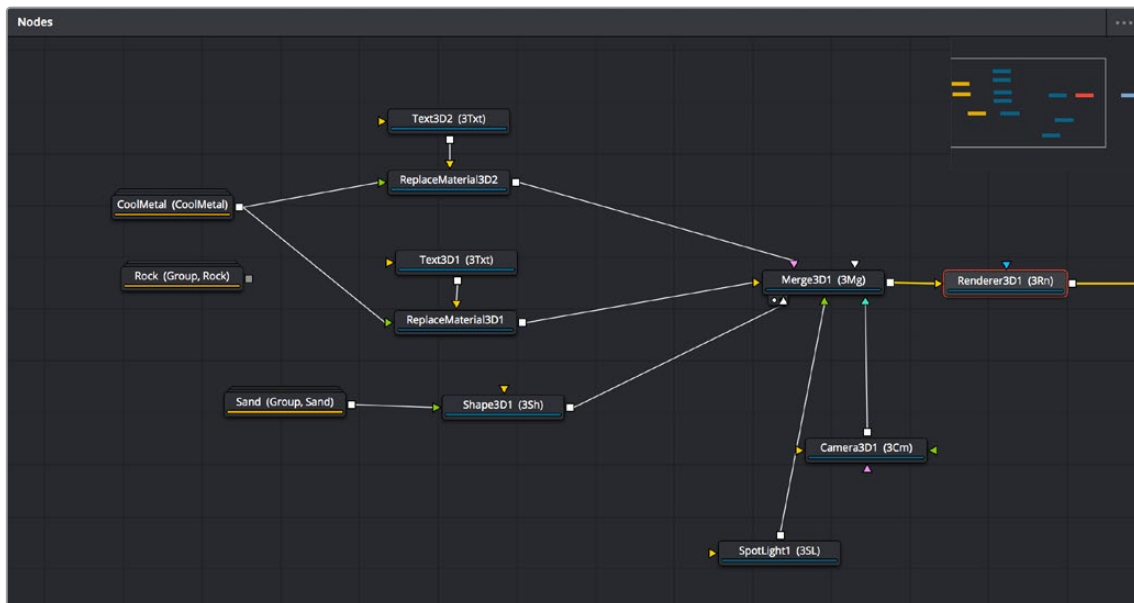 Nodes
Text3D2 (3Txt)
ReplaceMaterial3D2
CoolMetal (CoolMetal)
Text3D1 (3Txt)
Rock (Group, Rock)
Merge3D1 (3Mg)
Renderer3D1 (3Rn)
ReplaceMaterial3D1
Sand (Group, Sand)
Shape3D1 (3Sh)
Camera3D1 (3Cm)
SpotLight1 (3SL)